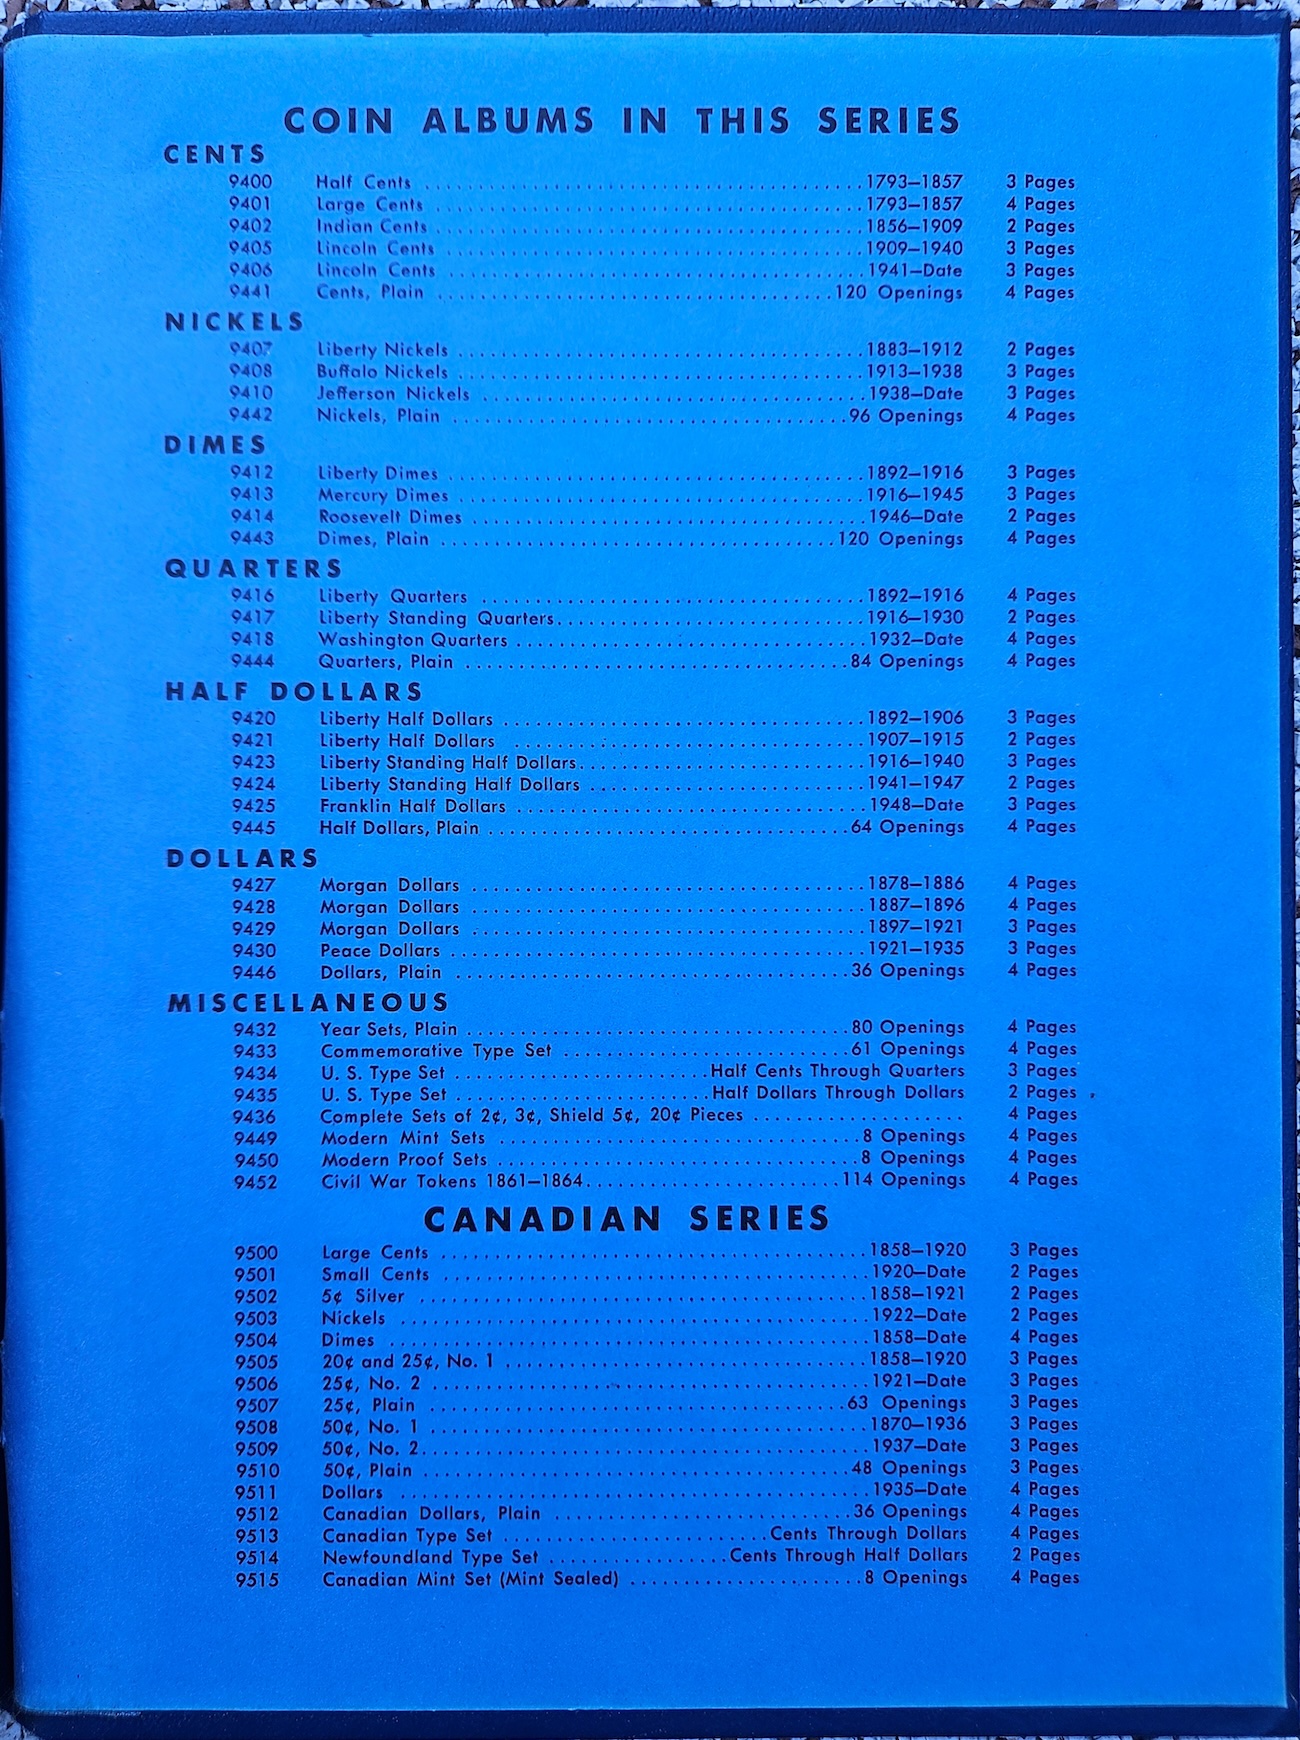 COIN ALBUMS IN THIS SERIES
CENTS
9400 Half Cents 1793–1857 3 Pages
9401 Large Cents 1793–1857 4 Pages
9402 Indian Cents 1856–1909 2 Pages
9405 Lincoln Cents 1909–1940 3 Pages
9406 Lincoln Cents 1941–Date 3 Pages
9441 Cents, Plain 120 Openings 4 Pages
NICKELS
9407 Liberty Nickels 1883–1912 2 Pages
9408 Buffalo Nickels 1913–1938 3 Pages
9410 Jefferson Nickels 1938–Date 3 Pages
9442 Nickels, Plain 96 Openings 4 Pages
DIMES
9412 Liberty Dimes 1892–1916 3 Pages
9413 Mercury Dimes 1916–1945 3 Pages
9414 Roosevelt Dimes 1946–Date 2 Pages
9443 Dimes, Plain 120 Openings 4 Pages
QUARTERS
9416 Liberty Quarters 1892–1916 4 Pages
9417 Liberty Standing Quarters 1916–1930 2 Pages
9418 Washington Quarters 1932–Date 4 Pages
9444 Quarters, Plain 84 Openings 4 Pages
HALF DOLLARS
9420 Liberty Half Dollars 1892–1906 3 Pages
9421 Liberty Half Dollars 1907–1915 2 Pages
9423 Liberty Standing Half Dollars 1916–1940 3 Pages
9424 Liberty Standing Half Dollars 1941–1947 2 Pages
9425 Franklin Half Dollars 1948–Date 3 Pages
9445 Half Dollars, Plain 64 Openings 4 Pages
DOLLARS
9427 Morgan Dollars 1878–1886 4 Pages
9428 Morgan Dollars 1887–1896 4 Pages
9429 Morgan Dollars 1897–1921 3 Pages
9430 Peace Dollars 1921–1935 3 Pages
9446 Dollars, Plain 36 Openings 4 Pages
MISCELLANEOUS
9432 Year Sets, Plain 80 Openings 4 Pages
9433 Commemorative Type Set 61 Openings 4 Pages
9434 U. S. Type Set Half Cents Through Quarters 3 Pages
9435 U. S. Type Set Half Dollars Through Dollars 2 Pages
9436 Complete Sets of 2¢, 3¢, Shield 5¢, 20¢ Pieces 4 Pages
9449 Modern Mint Sets 8 Openings 4 Pages
9450 Modern Proof Sets 8 Openings 4 Pages
9452 Civil War Tokens 1861–1864 114 Openings 4 Pages
CANADIAN SERIES
9500 Large Cents 1858–1920 3 Pages
9501 Small Cents 1920–Date 2 Pages
9502 5¢ Silver 1858–1921 2 Pages
9503 Nickels 1922–Date 2 Pages
9504 Dimes 1858–Date 4 Pages
9505 20¢ and 25¢, No. 1 1858–1920 3 Pages
9506 25¢, No. 2 1921–Date 3 Pages
9507 25¢, Plain 63 Openings 3 Pages
9508 50¢, No. 1 1870–1936 3 Pages
9509 50¢, No. 2 1937–Date 3 Pages
9510 50¢, Plain 48 Openings 3 Pages
9511 Dollars 1935–Date 4 Pages
9512 Canadian Dollars, Plain 36 Openings 4 Pages
9513 Canadian Type Set Cents Through Dollars 4 Pages
9514 Newfoundland Type Set Cents Through Half Dollars 2 Pages
9515 Canadian Mint Set (Mint Sealed) 8 Openings 4 Pages